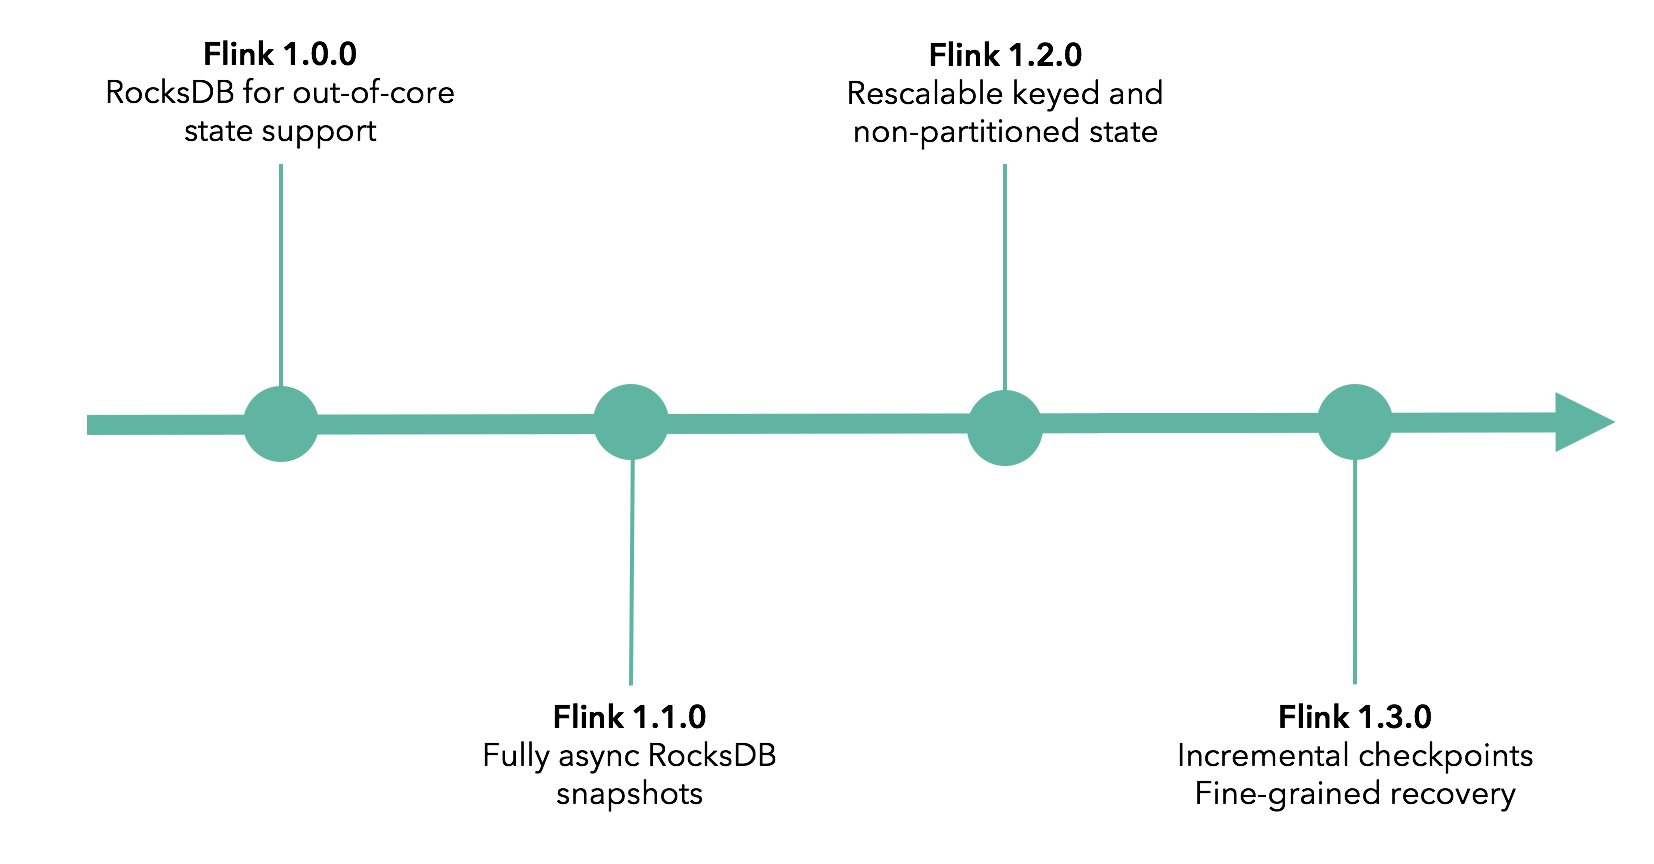 Flink 1.0.0
RocksDB for out-of-core
state support
Flink 1.1.0
Fully async RocksDB
snapshots
Flink 1.2.0
Rescalable keyed and
non-partitioned state
Flink 1.3.0
Incremental checkpoints
Fine-grained recovery